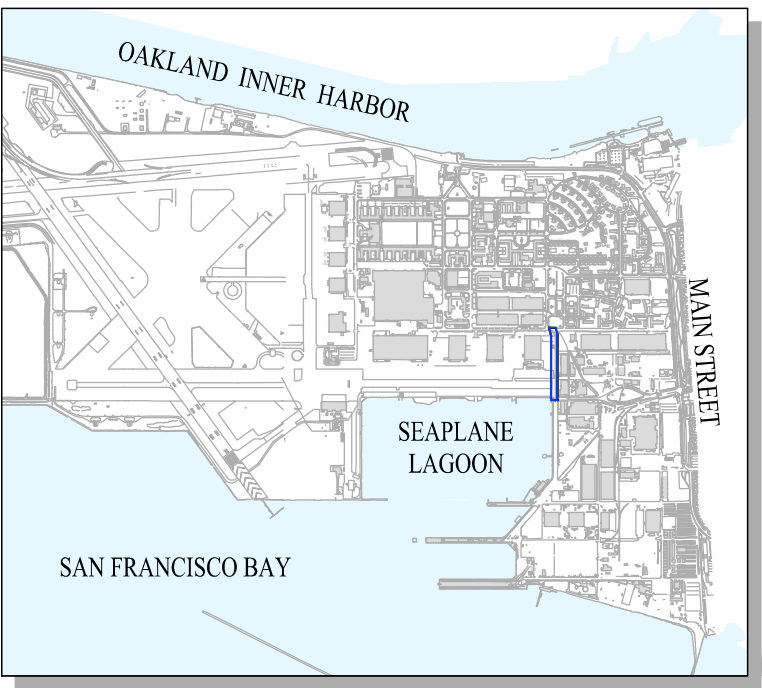 OAKLAND INNER HARBOR
MAIN STREET
SEAPLANE
LAGOON
SAN FRANCISCO BAY